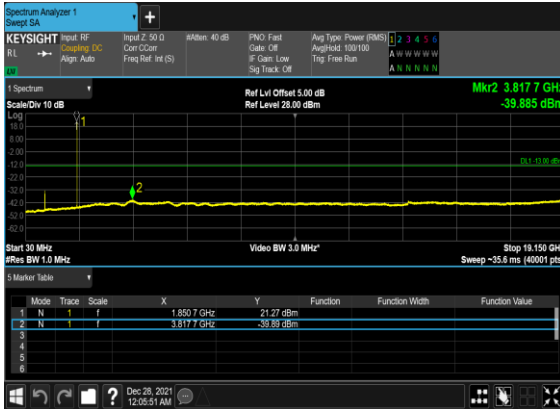 Spectrum Analyzer 1
Swept SA
KEYSIGHT
RL
Input: RF
Coupling: DC
Align: Auto
Input Z: 50 Ω
Corr CCorr
Freq Ref: Int (S)
#Atten: 40 dB
PNO: Fast
Gate: Off
IF Gain: Low
Sig Track: Off
Avg Type: Power (RMS)
Avg|Hold: 100/100
Trig: Free Run
1 2 3 4 5 6
A W W W W W
A N N N N N
1 Spectrum
Scale/Div 10 dB
Ref Lvl Offset 5.00 dB
Ref Level 28.00 dBm
Mkr2 3.817 7 GHz
-39.885 dBm
Log
18.0
8.00
-2.00
-12.0
-22.0
-32.0
-42.0
-52.0
-62.0
1
DL1 -13.00 dBm
2
Start 30 MHz
#Res BW 1.0 MHz
Video BW 3.0 MHz*
Stop 19.150 GHz
Sweep ~35.6 ms (40001 pts)
5 Marker Table
Mode Trace Scale X Y Function Function Width Function Value
1 N 1 f 1.850 7 GHz 21.27 dBm
2 N 1 f 3.817 7 GHz -39.89 dBm
3
4
5
6
?
Dec 28, 2021
12:05:51 AM